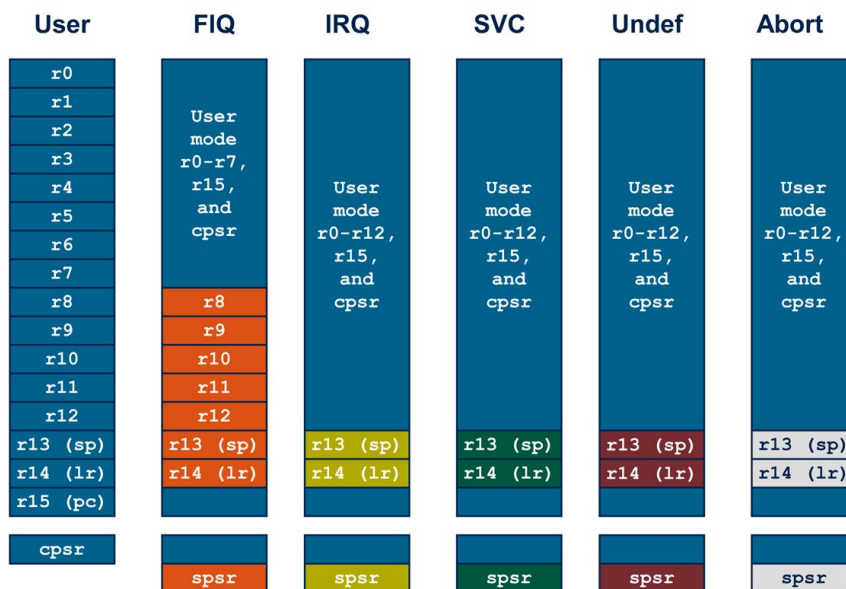 User FIQ IRQ SVC Undef Abort
r0
r1
r2
r3
r4
r5
r6
r7
r8
r9
r10
r11
r12
r13 (sp)
r14 (lr)
r15 (pc)
cpsr
User
mode
r0-r7,
r15,
and
cpsr
r8
r9
r10
r11
r12
r13 (sp)
r14 (lr)
spsr
User
mode
r0-r12,
r15,
and
cpsr
r13 (sp)
r14 (lr)
spsr
User
mode
r0-r12,
r15,
and
cpsr
r13 (sp)
r14 (lr)
spsr
User
mode
r0-r12,
r15,
and
cpsr
r13 (sp)
r14 (lr)
spsr
User
mode
r0-r12,
r15,
and
cpsr
r13 (sp)
r14 (lr)
spsr